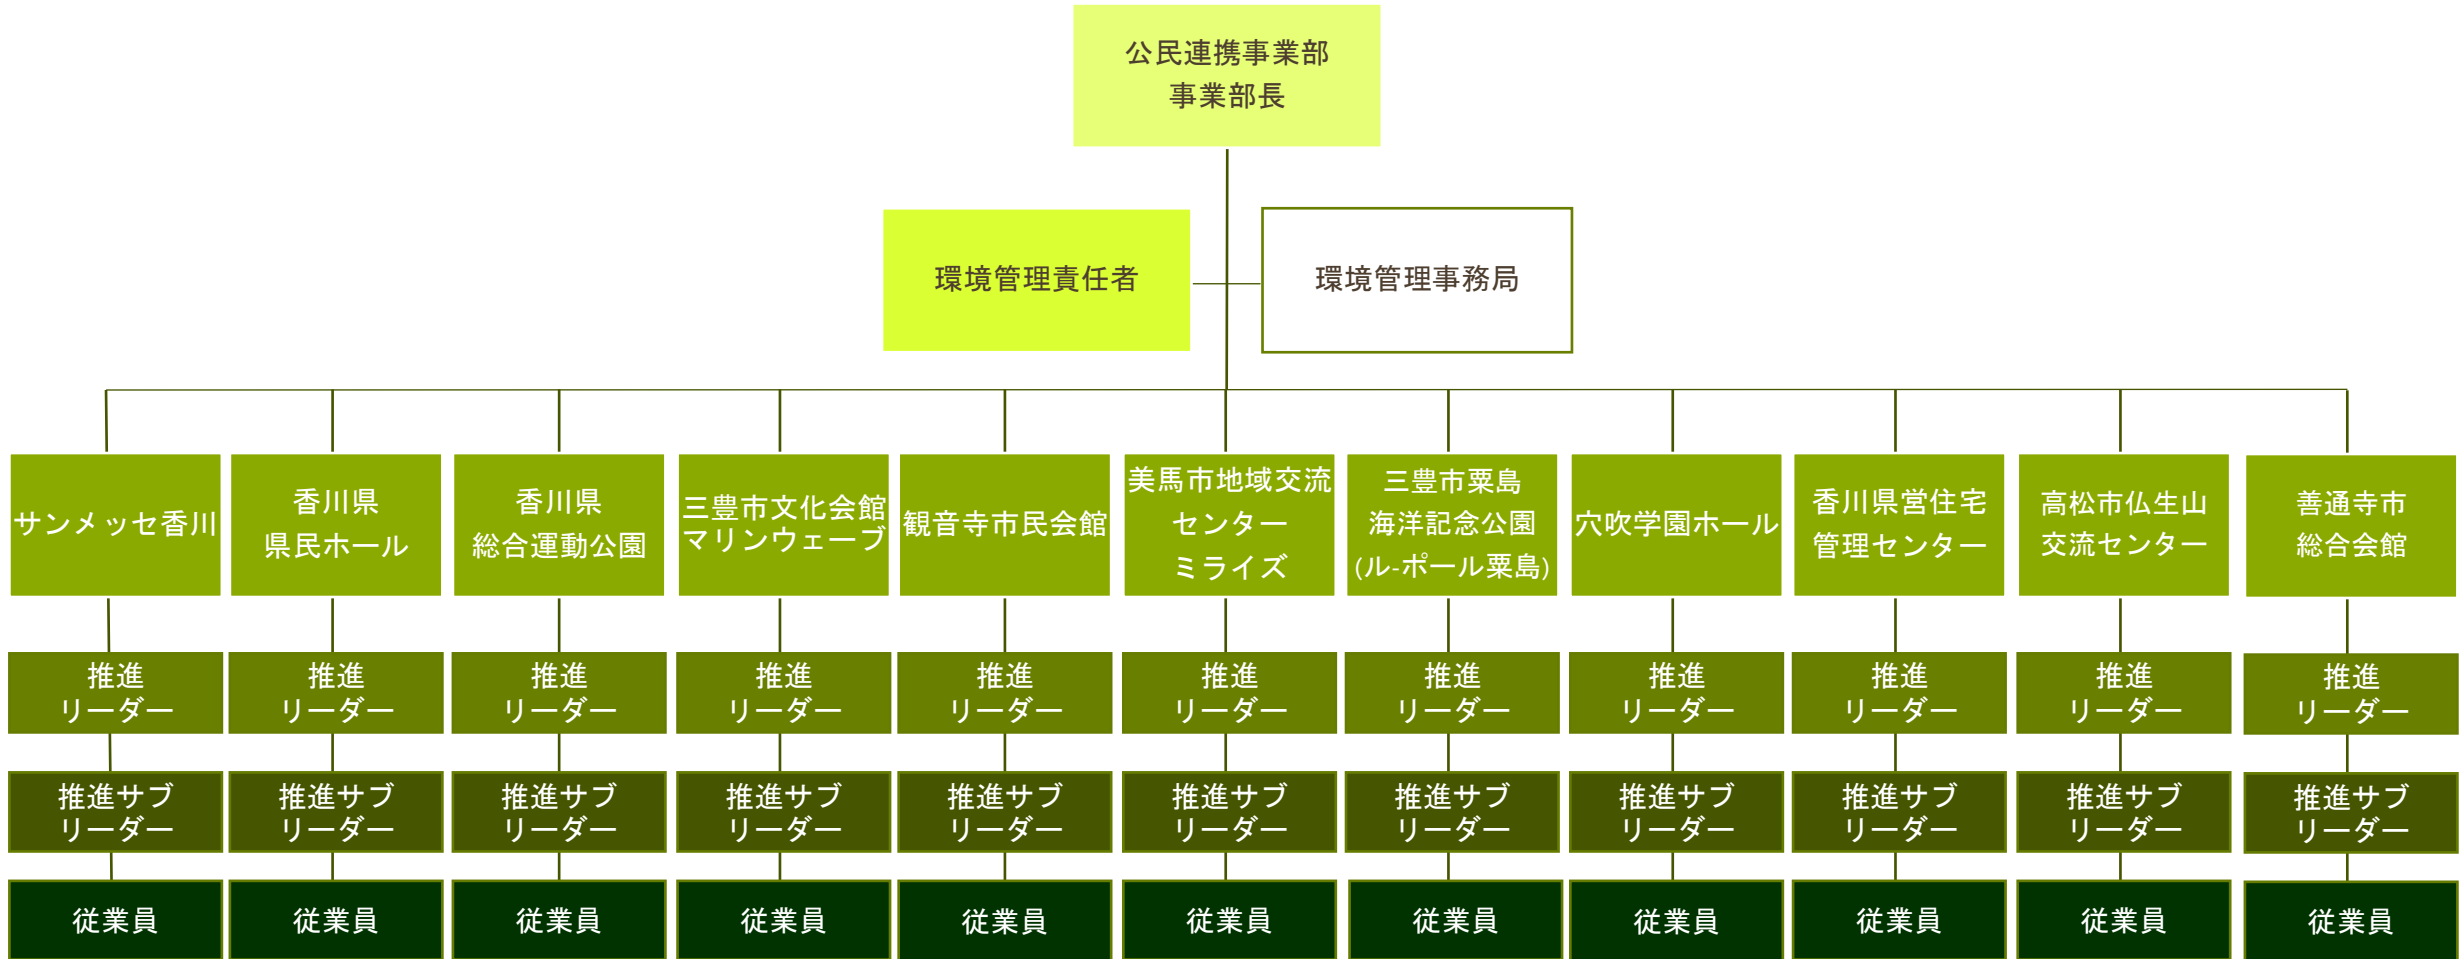 公民連携事業部
事業部長
環境管理責任者
環境管理事務局
サンメッセ香川
香川県
県民ホール
香川県
総合運動公園
三豊市文化会館
マリンウェーブ
観音寺市民会館
美馬市地域交流
センター
ミライズ
三豊市粟島
海洋記念公園
(ル-ポール粟島)
穴吹学園ホール
香川県営住宅
管理センター
高松市仏生山
交流センター
善通寺市
総合会館
推進
リーダー
推進
リーダー
推進
リーダー
推進
リーダー
推進
リーダー
推進
リーダー
推進
リーダー
推進
リーダー
推進
リーダー
推進
リーダー
推進
リーダー
推進サブ
リーダー
推進サブ
リーダー
推進サブ
リーダー
推進サブ
リーダー
推進サブ
リーダー
推進サブ
リーダー
推進サブ
リーダー
推進サブ
リーダー
推進サブ
リーダー
推進サブ
リーダー
推進サブ
リーダー
従業員
従業員
従業員
従業員
従業員
従業員
従業員
従業員
従業員
従業員
従業員